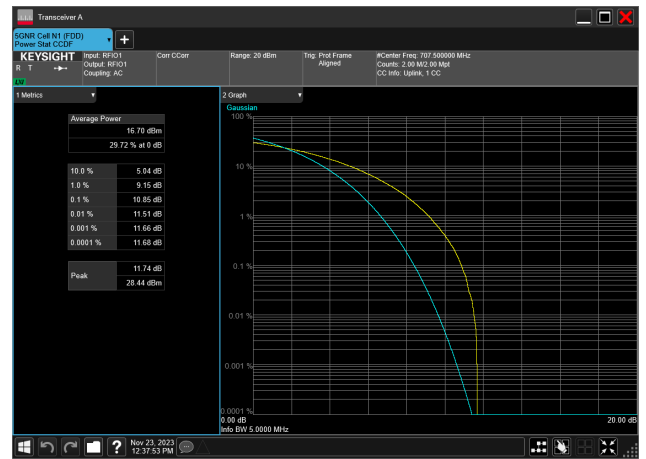 Transceiver A
5GNR Cell N1 (FDD)
Power Stat CCDF
KEYSIGHT
R T
LW
Input: RFIO1
Output: RFIO1
Coupling: AC
Corr CCorr
Range: 20 dBm
Trig: Prot Frame
Aligned
#Center Freq: 707.500000 MHz
Counts: 2.00 M/2.00 Mpt
CC Info: Uplink, 1 CC
1 Metrics
Average Power
16.70 dBm
29.72 % at 0 dB
10.0 % 5.04 dB
1.0 % 9.15 dB
0.1 % 10.85 dB
0.01 % 11.51 dB
0.001 % 11.66 dB
0.0001 % 11.68 dB
Peak
11.74 dB
28.44 dBm
2 Graph
Gaussian
100 %
10 %
1 %
0.1 %
0.01 %
0.001 %
0.0001 %
0.00 dB 20.00 dB
Info BW 5.0000 MHz
Nov 23, 2023
12:37:53 PM